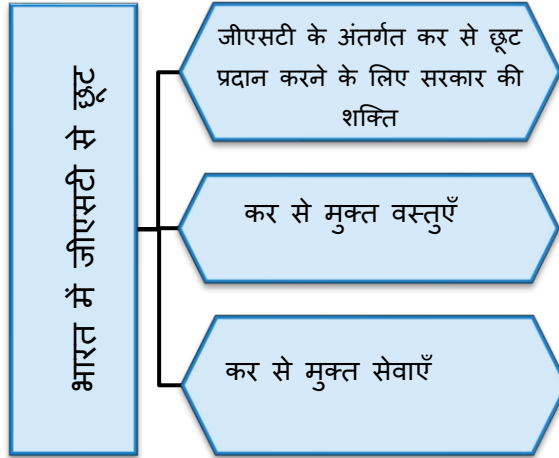 भारत में जीएसटी से छूट
जीएसटी के अंतर्गत कर से छूट
प्रदान करने के लिए सरकार की
शक्ति
कर से मुक्त वस्तुएँ
कर से मुक्त सेवाएँ